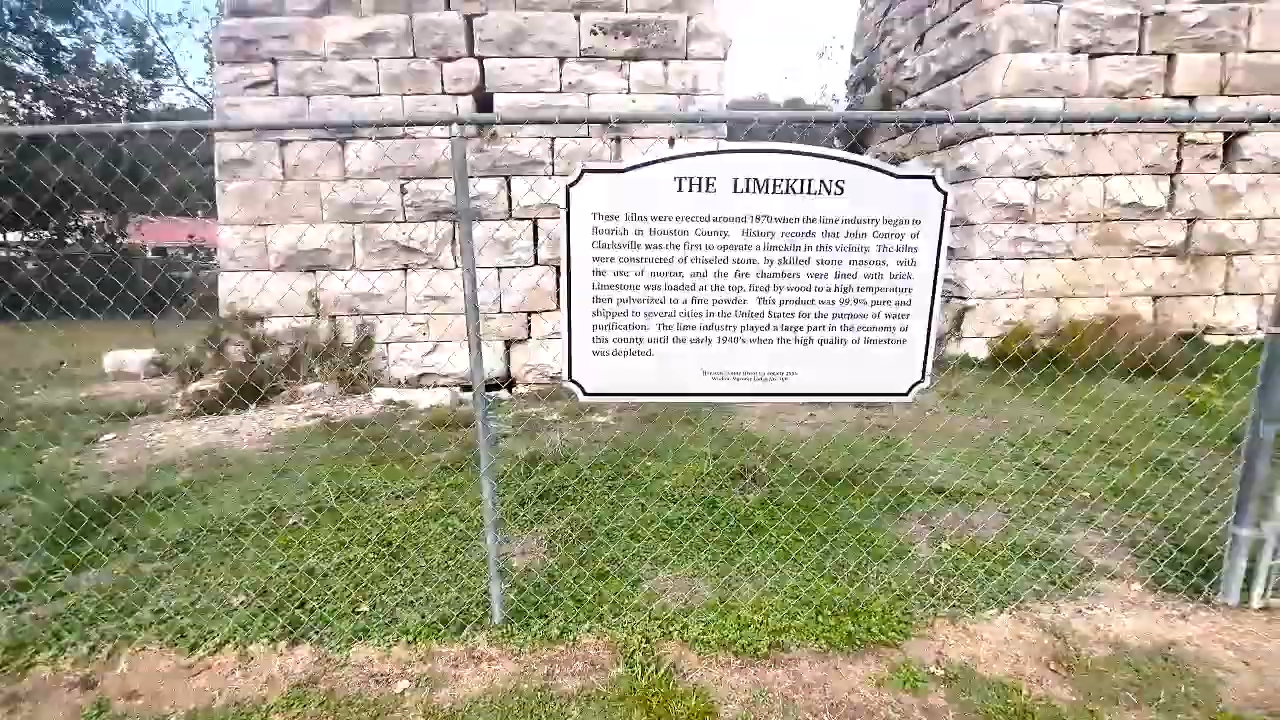 THE LIMEKILNS
These kilns were erected around 1870 when the lime industry began to
flourish in Houston County. History records that John Conroy of
Clarksville was the first to operate a limekiln in this vicinity. The kilns
were constructed of chiseled stone, by skilled stone masons, with
the use of mortar, and the fire chambers were lined with brick.
Limestone was loaded at the top, fired by wood to a high temperature
then pulverized to a fine powder. This product was 99.9% pure and
shipped to several cities in the United States for the purpose of water
purification. The lime industry played a large part in the economy of
this county until the early 1940's when the high quality of limestone
was depleted.